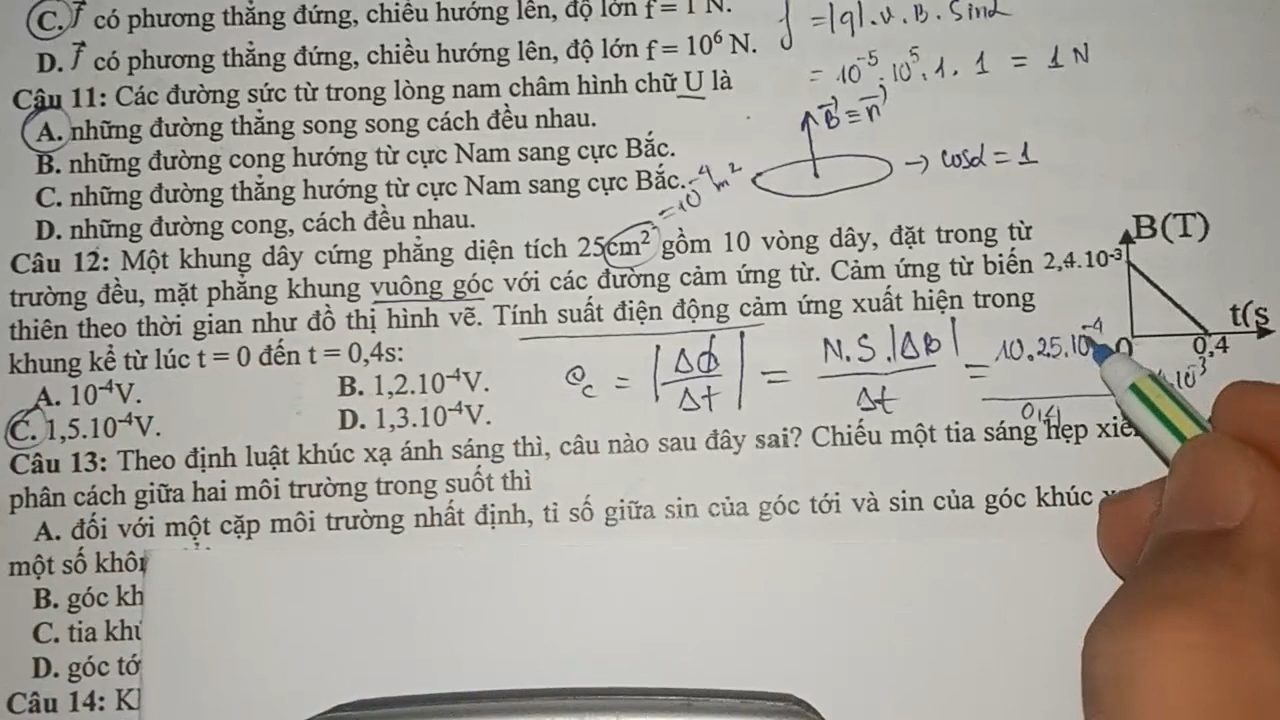 C. f có phương thẳng đứng, chiều hướng lên, độ lớn f = 1 N.
f = |q|.v.B.Sinα
D. f có phương thẳng đứng, chiều hướng lên, độ lớn f = 10⁶ N.
= 10⁻⁵.10⁵.1.1 = 1 N
Câu 11: Các đường sức từ trong lòng nam châm hình chữ U là
A. những đường thẳng song song cách đều nhau.
B ≡ n
B. những đường cong hướng từ cực Nam sang cực Bắc.
→ cosα = 1
C. những đường thẳng hướng từ cực Nam sang cực Bắc.
= 10⁻⁴ m²
D. những đường cong, cách đều nhau.
Câu 12: Một khung dây cứng phẳng diện tích 25cm² gồm 10 vòng dây, đặt trong từ
trường đều, mặt phẳng khung vuông góc với các đường cảm ứng từ. Cảm ứng từ biến
thiên theo thời gian như đồ thị hình vẽ. Tính suất điện động cảm ứng xuất hiện trong
khung kể từ lúc t = 0 đến t = 0,4s:
B(T)
2,4.10⁻³
t(s
0
0,4
A. 10⁻⁴V.
B. 1,2.10⁻⁴V.
C. 1,5.10⁻⁴V.
D. 1,3.10⁻⁴V.
e_c = |ΔΦ/Δt| = N.S.|ΔB|/Δt = 10.25.10⁻⁴ 10⁻³/0,4
Câu 13: Theo định luật khúc xạ ánh sáng thì, câu nào sau đây sai? Chiếu một tia sáng hẹp
phân cách giữa hai môi trường trong suốt thì
A. đối với một cặp môi trường nhất định, tỉ số giữa sin của góc tới và sin của góc khúc
một số
B. góc
C. tia
D. góc
Câu 14: